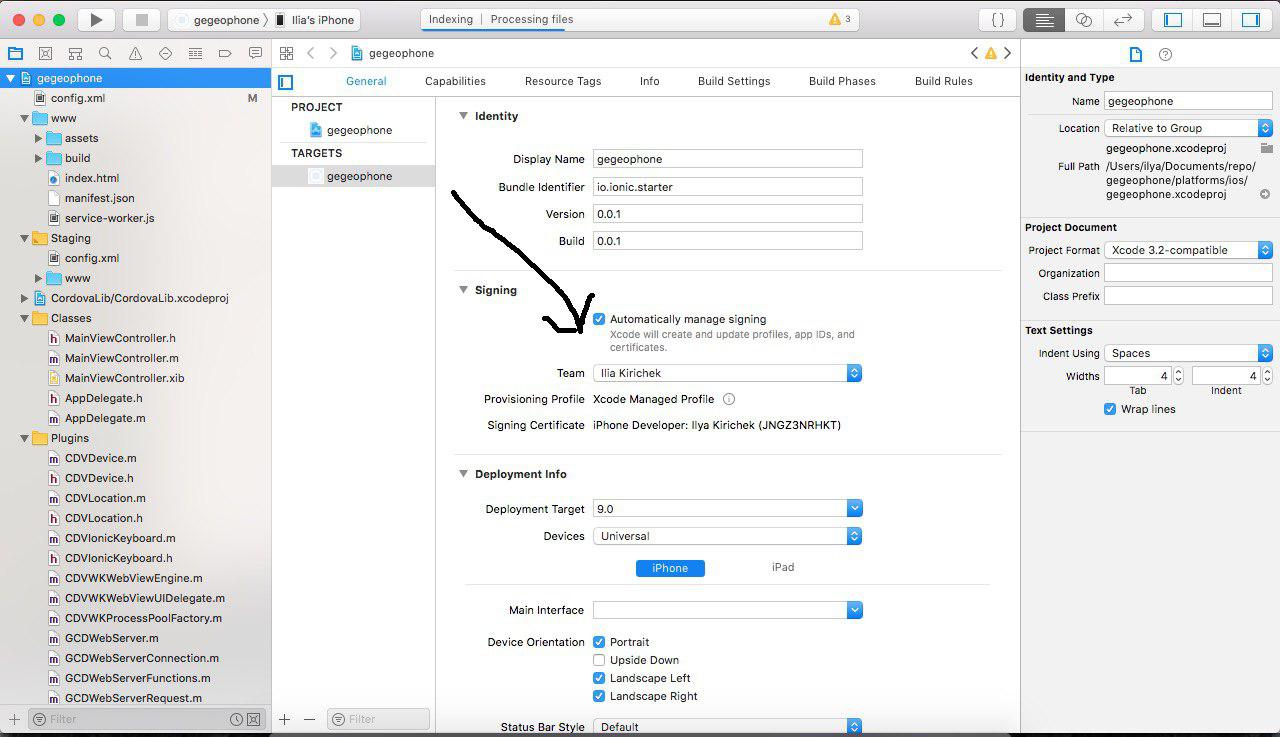 gegeophone
Ilia's iPhone
Indexing | Processing files
3
gegeophone
General
Capabilities
Resource Tags
Info
Build Settings
Build Phases
Build Rules
gegeophone
config.xml M
www
assets
build
index.html
manifest.json
service-worker.js
Staging
config.xml
www
CordovaLib/CordovaLib.xcodeproj
Classes
MainViewController.h
MainViewController.m
MainViewController.xib
AppDelegate.h
AppDelegate.m
Plugins
CDVDevice.m
CDVDevice.h
CDVLocation.m
CDVLocation.h
CDVIonicKeyboard.m
CDVIonicKeyboard.h
CDVWKWebViewEngine.m
CDVWKWebViewUIDelegate.m
CDVWKProcessPoolFactory.m
GCDWebServer.m
GCDWebServerConnection.m
GCDWebServerFunctions.m
GCDWebServerRequest.m
Filter
PROJECT
gegeophone
TARGETS
gegeophone
Filter
Identity
Display Name gegeophone
Bundle Identifier io.ionic.starter
Version 0.0.1
Build 0.0.1
Signing
Automatically manage signing
Xcode will create and update profiles, app IDs, and
certificates.
Team Ilia Kirichek
Provisioning Profile Xcode Managed Profile
Signing Certificate iPhone Developer: Ilya Kirichek (JNGZ3NRHKT)
Deployment Info
Deployment Target 9.0
Devices Universal
iPhone iPad
Main Interface
Device Orientation Portrait
Upside Down
Landscape Left
Landscape Right
Status Bar Style Default
Identity and Type
Name gegeophone
Location Relative to Group
gegeophone.xcodeproj
Full Path /Users/ilya/Documents/repo/
gegeophone/platforms/ios/
gegeophone.xcodeproj
Project Document
Project Format Xcode 3.2-compatible
Organization
Class Prefix
Text Settings
Indent Using Spaces
Widths 4 4
Tab Indent
Wrap lines